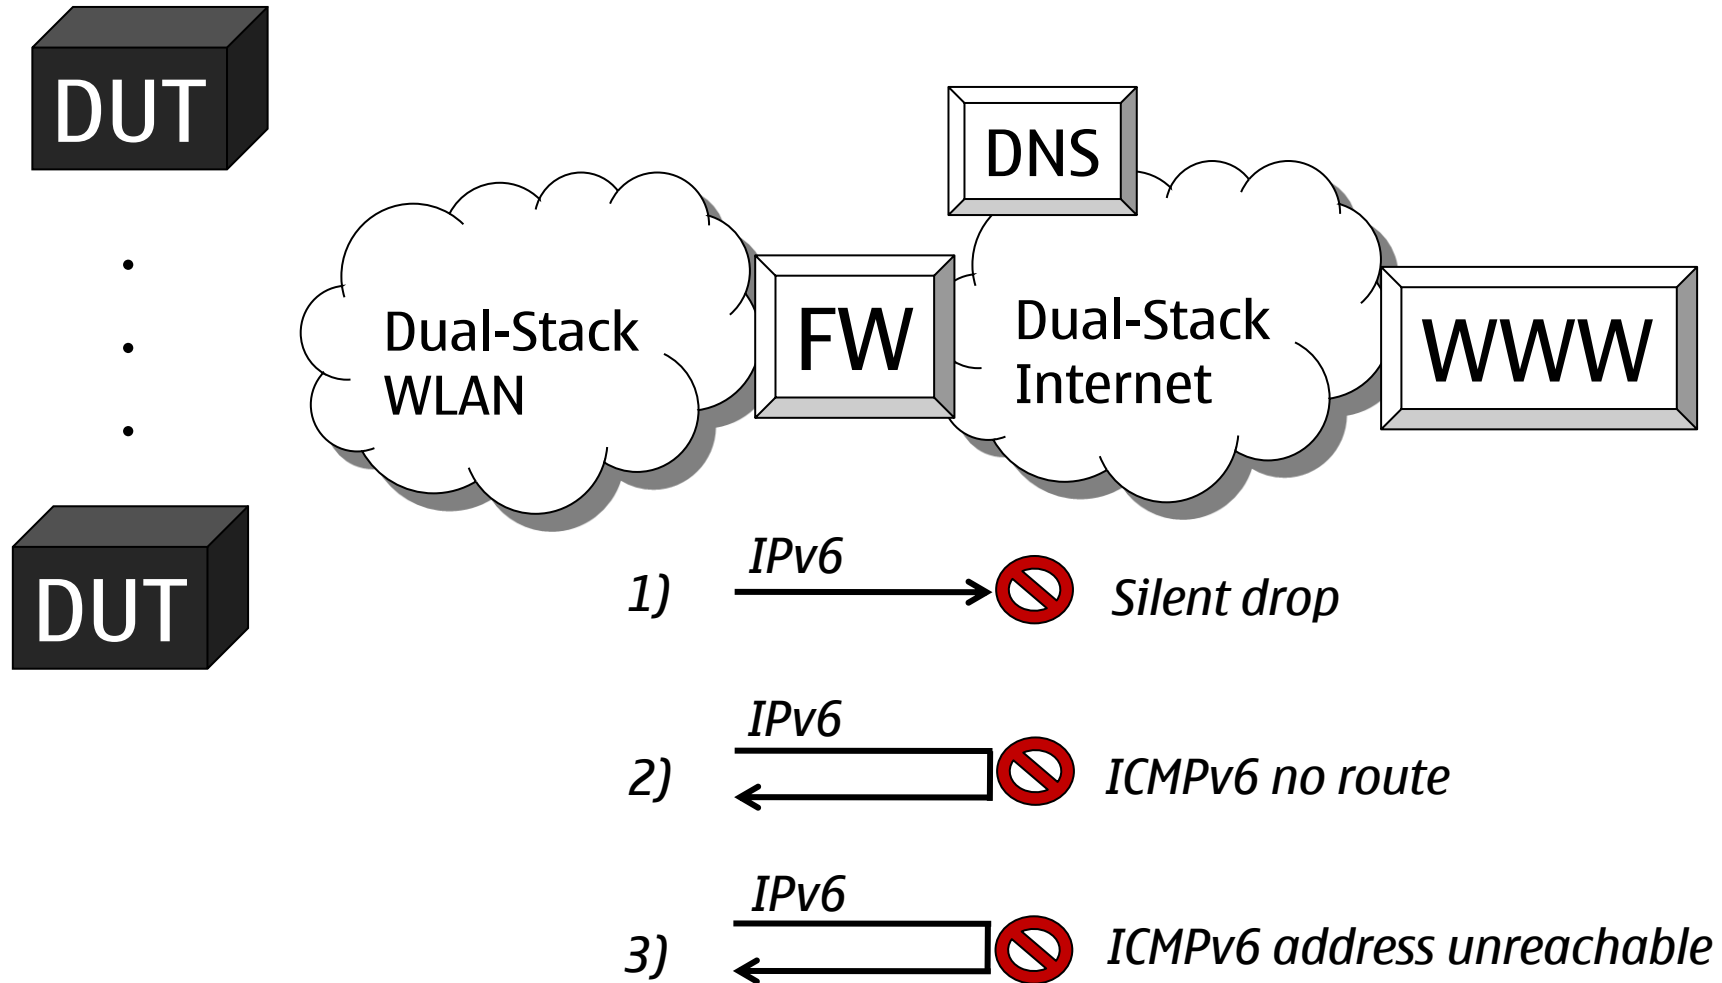 DUT
DNS
Dual-Stack
WLAN
FW
Dual-Stack
Internet
WWW
DUT
1)
IPv6
Silent drop
2)
IPv6
ICMPv6 no route
3)
IPv6
ICMPv6 address unreachable